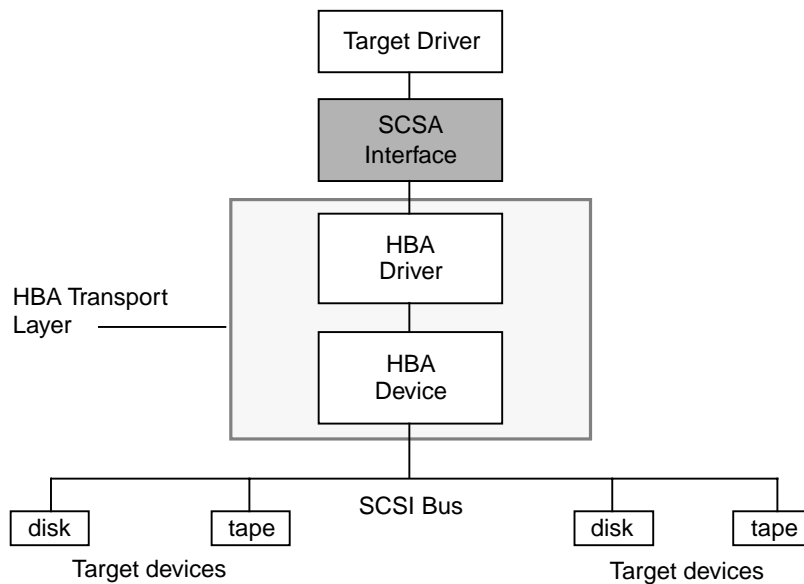 Target Driver
SCSA
Interface
HBA
Driver
HBA Transport
Layer
HBA
Device
SCSI Bus
disk
tape
disk
tape
Target devices
Target devices